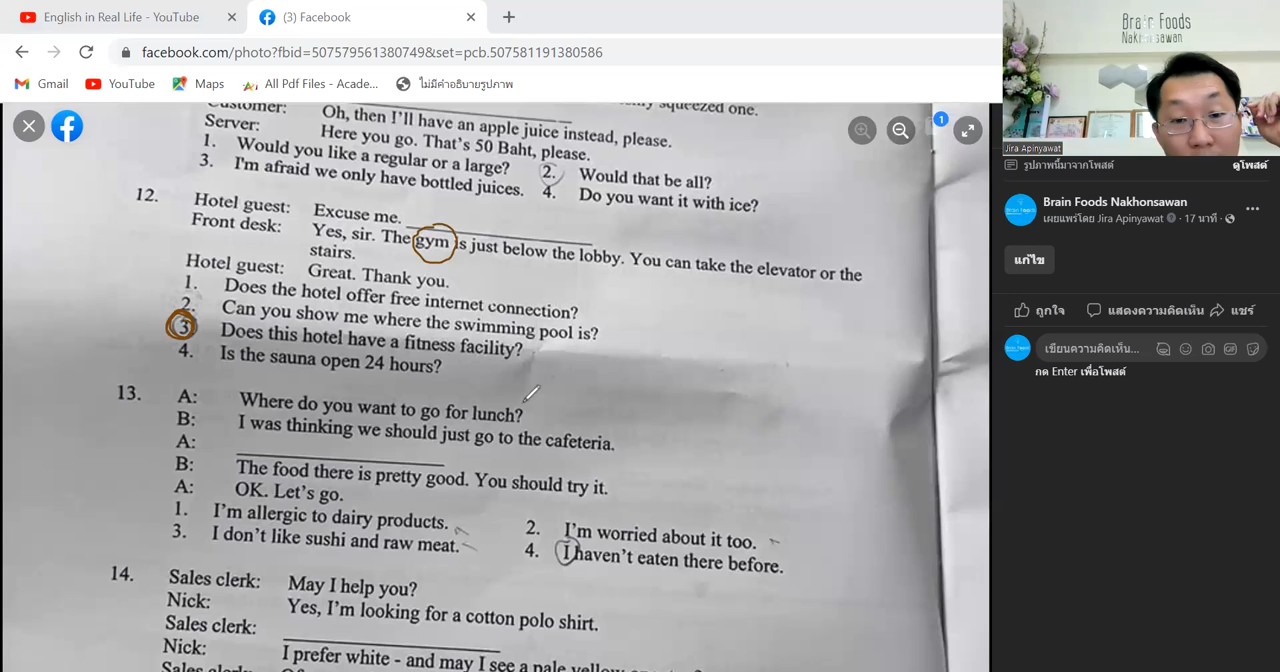 English in Real Life - YouTube
(3) Facebook
facebook.com/photo?fbid=507579561380749&set=pcb.507581191380586
Gmail
YouTube
Maps
All Pdf Files - Acade...
ไม่มีคำอธิบายรูปภาพ
squeezed one.
Customer:
Oh, then I'll have an apple juice instead, please.
Server:
Here you go. That's 50 Baht, please.
1. Would you like a regular or a large?
2. Would that be all?
3. I'm afraid we only have bottled juices.
4. Do you want it with ice?
12. Hotel guest: Excuse me.
Front desk: Yes, sir. The gym is just below the lobby. You can take the elevator or the
stairs.
Hotel guest: Great. Thank you.
1. Does the hotel offer free internet connection?
2. Can you show me where the swimming pool is?
3 Does this hotel have a fitness facility?
4. Is the sauna open 24 hours?
13. A: Where do you want to go for lunch?
B: I was thinking we should just go to the cafeteria.
A:
B: The food there is pretty good. You should try it.
A: OK. Let's go.
1. I'm allergic to dairy products.
2. I'm worried about it too.
3. I don't like sushi and raw meat.
4. I haven't eaten there before.
14. Sales clerk: May I help you?
Nick: Yes, I'm looking for a cotton polo shirt.
Sales clerk:
Nick: I prefer white - and may I see a pale yellow
Sales clerk:
1
Brain Foods
Nakhonsawan
Jira Apinyawat
รูปภาพนี้มาจากโพสต์
ดูโพสต์
Brain Foods Nakhonsawan
เผยแพร่โดย Jira Apinyawat · 17 นาที ·
แก้ไข
ถูกใจ
แสดงความคิดเห็น
แชร์
เขียนความคิดเห็น...
กด Enter เพื่อโพสต์